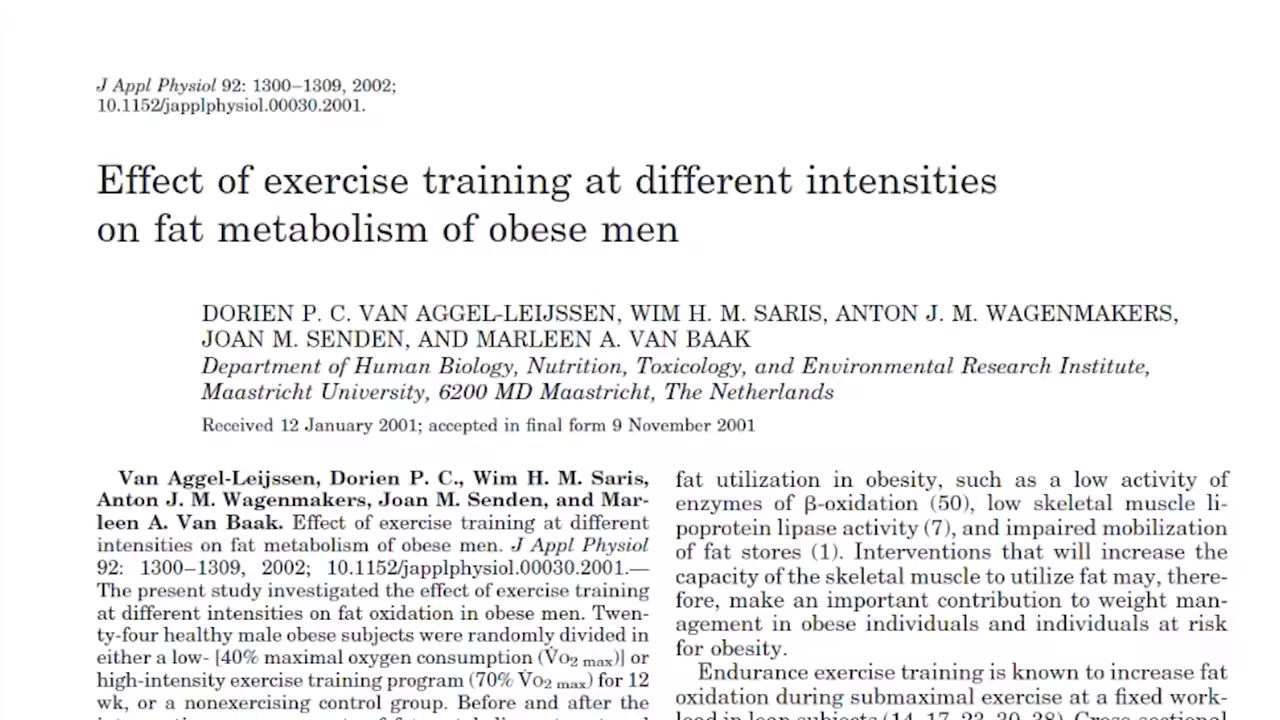 J Appl Physiol 92: 1300–1309, 2002;
10.1152/japplphysiol.00030.2001.
Effect of exercise training at different intensities
on fat metabolism of obese men
DORIEN P. C. VAN AGGEL-LEIJSSEN, WIM H. M. SARIS, ANTON J. M. WAGENMAKERS,
JOAN M. SENDEN, AND MARLEEN A. VAN BAAK
Department of Human Biology, Nutrition, Toxicology, and Environmental Research Institute,
Maastricht University, 6200 MD Maastricht, The Netherlands
Received 12 January 2001; accepted in final form 9 November 2001
Van Aggel-Leijssen, Dorien P. C., Wim H. M. Saris,
Anton J. M. Wagenmakers, Joan M. Senden, and Mar-
leen A. Van Baak. Effect of exercise training at different
intensities on fat metabolism of obese men. J Appl Physiol
92: 1300–1309, 2002; 10.1152/japplphysiol.00030.2001.—
The present study investigated the effect of exercise training
at different intensities on fat oxidation in obese men. Twen-
ty-four healthy male obese subjects were randomly divided in
either a low- [40% maximal oxygen consumption (V̇o2 max)] or
high-intensity exercise training program (70% V̇o2 max) for 12
wk, or a nonexercising control group. Before and after the
fat utilization in obesity, such as a low activity of
enzymes of β-oxidation (50), low skeletal muscle li-
poprotein lipase activity (7), and impaired mobilization
of fat stores (1). Interventions that will increase the
capacity of the skeletal muscle to utilize fat may, there-
fore, make an important contribution to weight man-
agement in obese individuals and individuals at risk
for obesity.
Endurance exercise training is known to increase fat
oxidation during submaximal exercise at a fixed work-